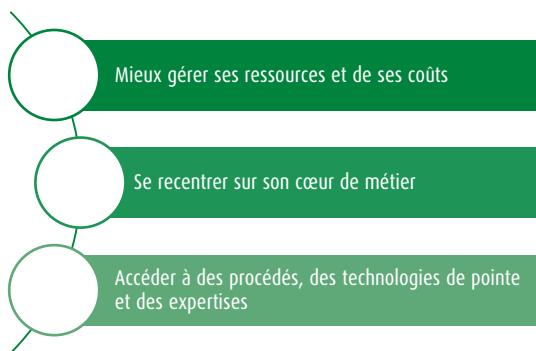 Mieux gérer ses ressources et de ses coûts
Se recentrer sur son cœur de métier
Accéder à des procédés, des technologies de pointe
et des expertises